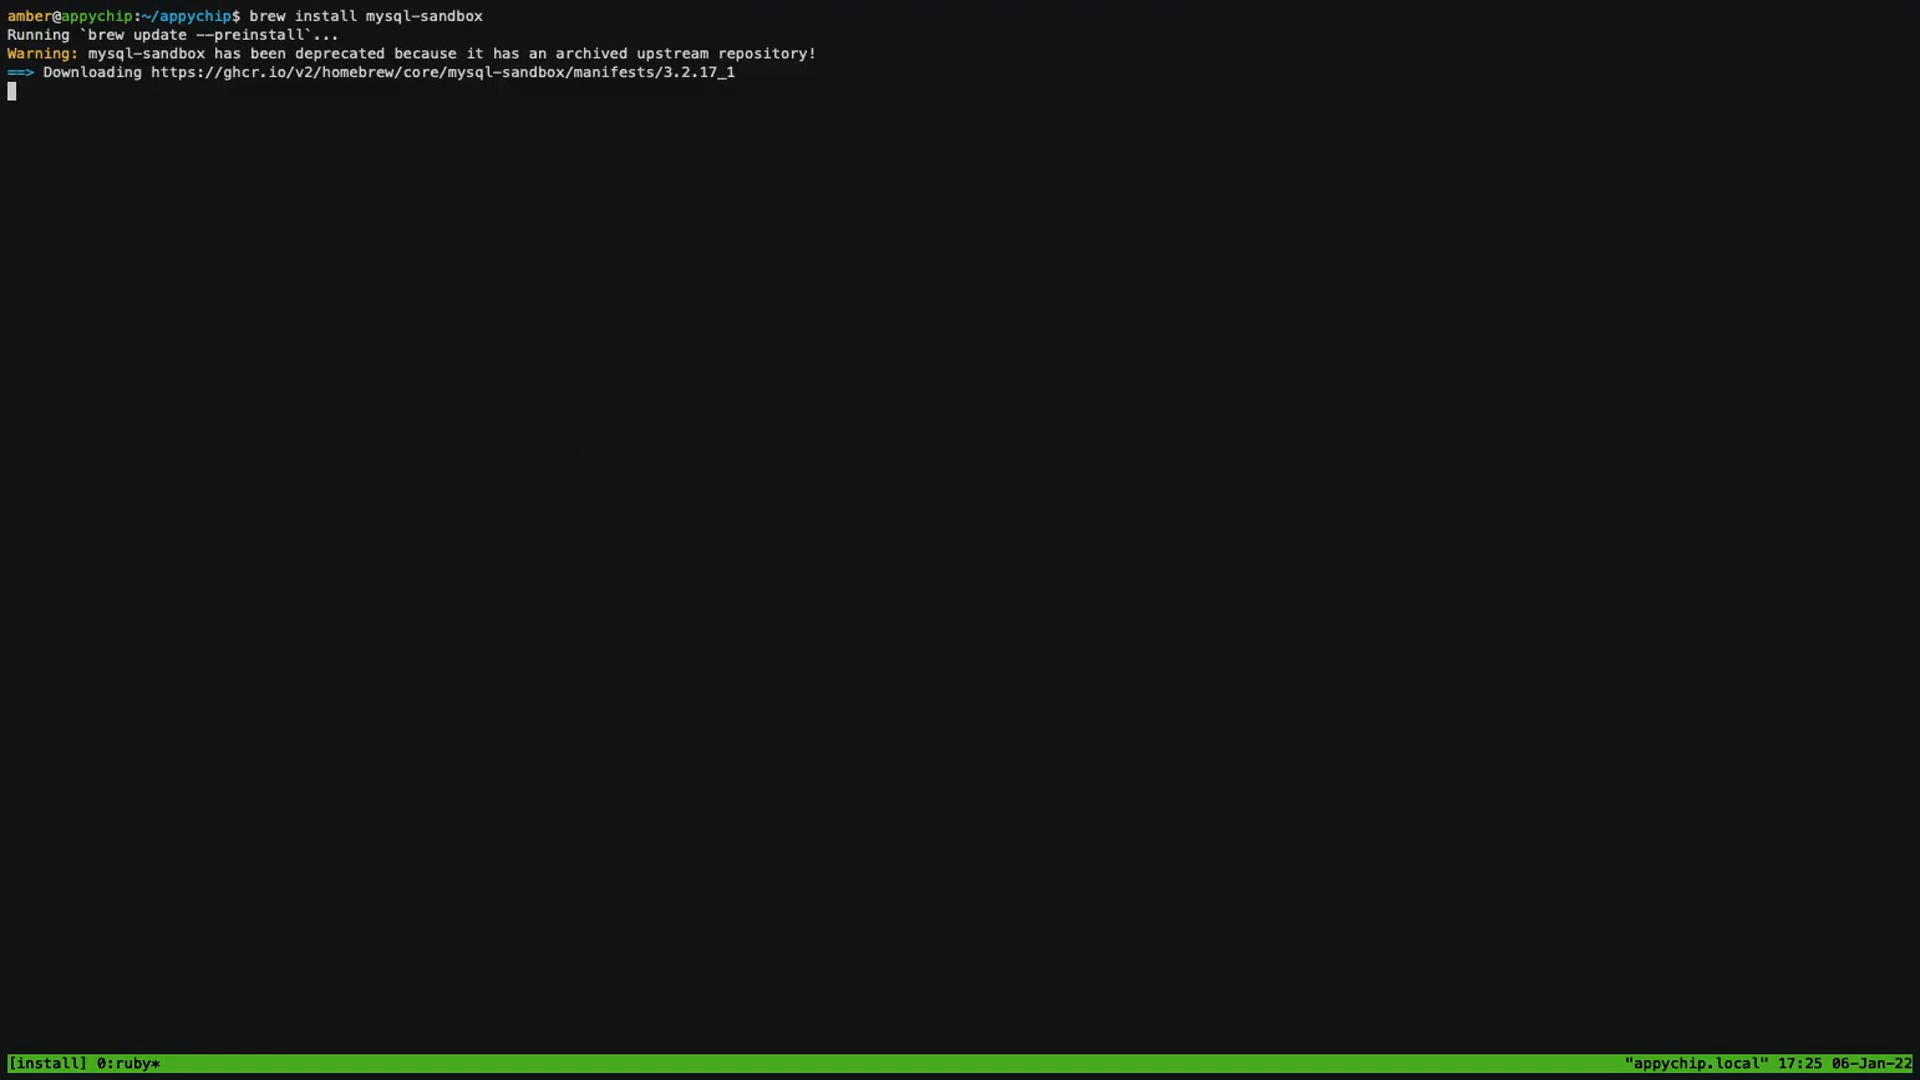 amber@appychip:~/appychip$ brew install mysql-sandbox
Running `brew update --preinstall`...
Warning: mysql-sandbox has been deprecated because it has an archived upstream repository!
==> Downloading https://ghcr.io/v2/homebrew/core/mysql-sandbox/manifests/3.2.17_1
[install] 0:ruby* "appychip.local" 17:25 06-Jan-22